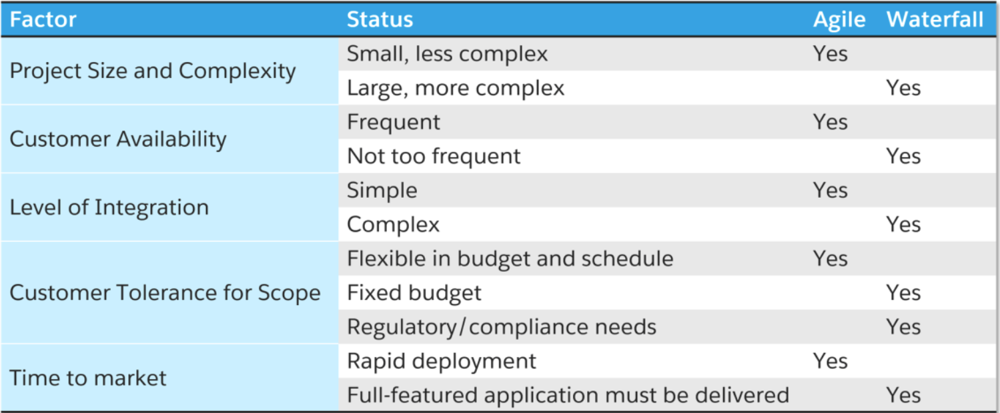 Factor Status Agile Waterfall
Project Size and Complexity
Small, less complex Yes
Large, more complex Yes
Customer Availability
Frequent Yes
Not too frequent Yes
Level of Integration
Simple Yes
Complex Yes
Customer Tolerance for Scope
Flexible in budget and schedule Yes
Fixed budget Yes
Regulatory/compliance needs Yes
Time to market
Rapid deployment Yes
Full-featured application must be delivered Yes